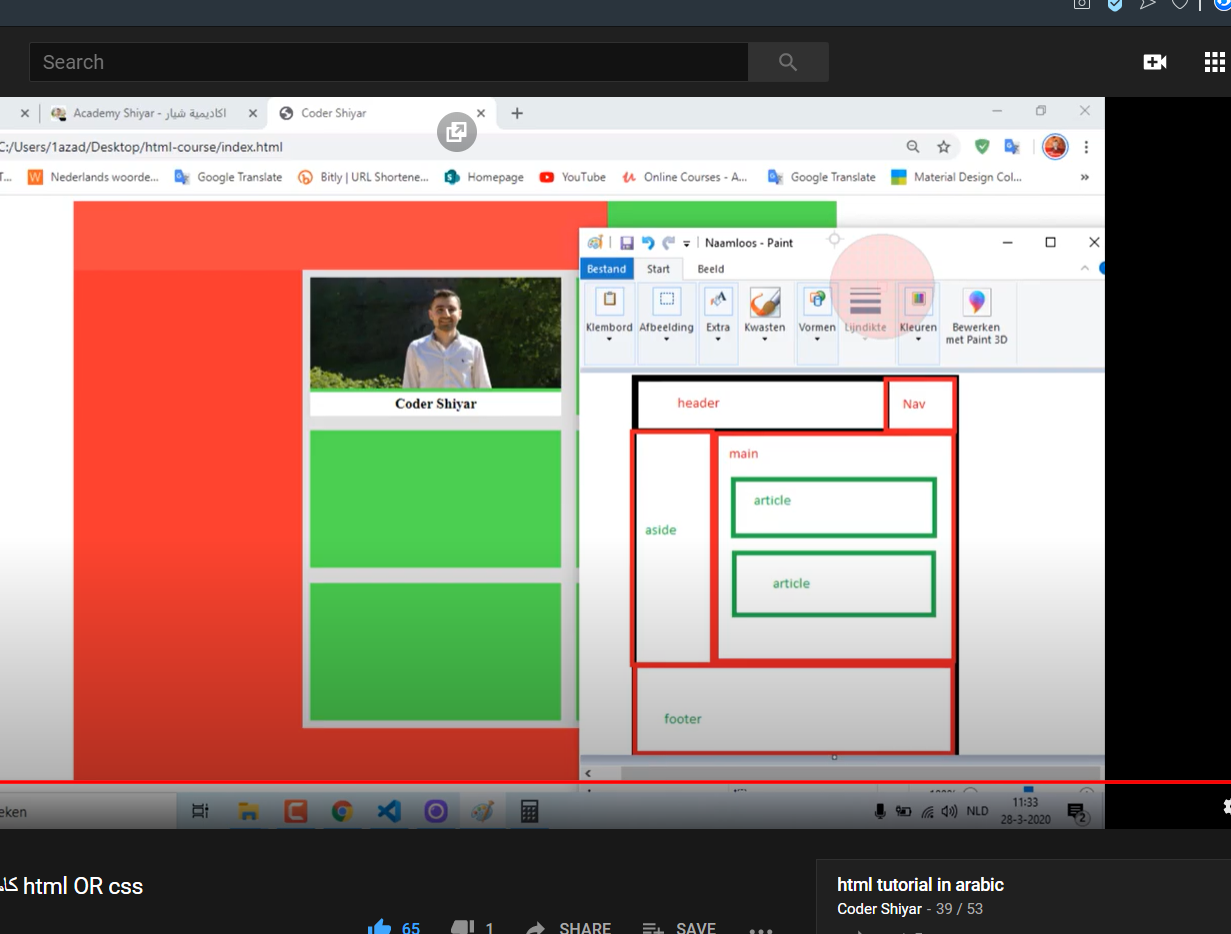 Search
Academy Shiyar - اكاديمية شيار
Coder Shiyar
C:/Users/1azad/Desktop/html-course/index.html
T... Nederlands woorde... Google Translate Bitly | URL Shortene... Homepage YouTube Online Courses - A... Google Translate Material Design Col... »
Naamloos - Paint
Bestand Start Beeld
Klembord Afbeelding Extra Kwasten Vormen Lijndikte Kleuren Bewerken
met Paint 3D
Coder Shiyar
header
Nav
main
article
aside
article
footer
eken
NLD
11:33
28-3-2020
2
html OR css
65 1 SHARE SAVE
html tutorial in arabic
Coder Shiyar - 39 / 53